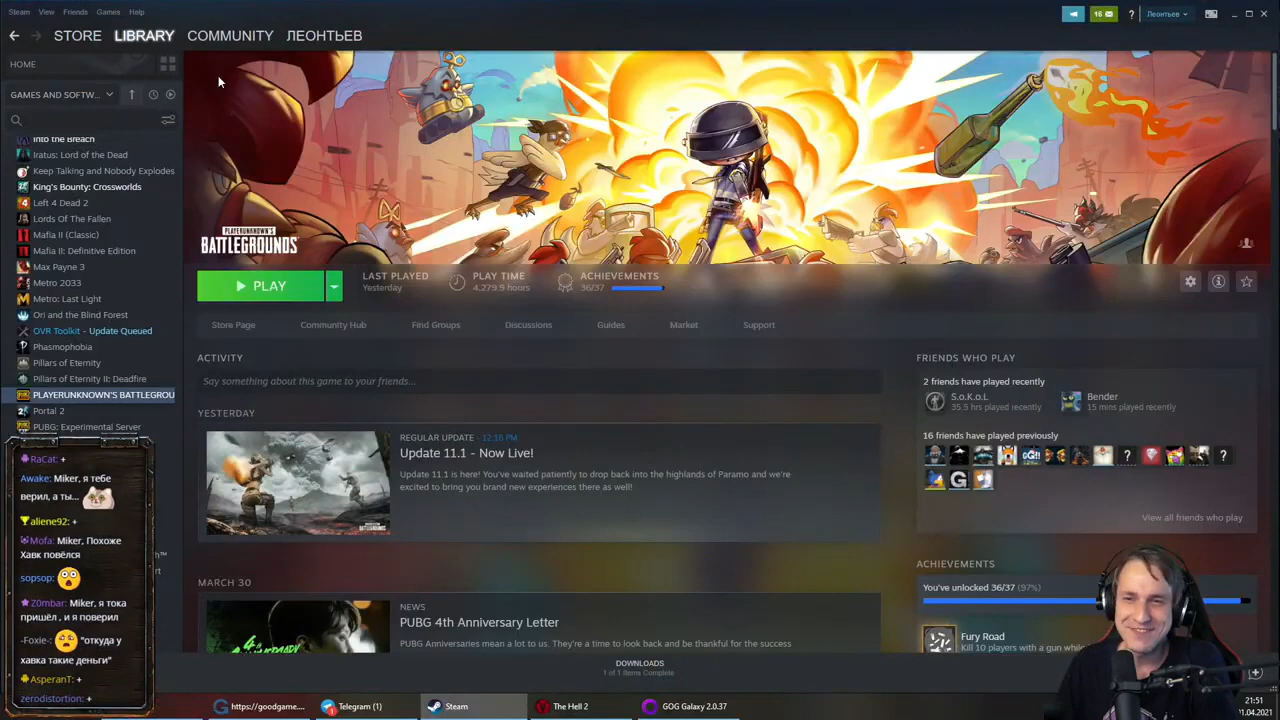 Steam View Friends Games Help
16 ? Леонтьев
STORE LIBRARY COMMUNITY ЛЕОНТЬЕВ
HOME
GAMES AND SOFTW...
Into the Breach
Iratus: Lord of the Dead
Keep Talking and Nobody Explodes
King's Bounty: Crossworlds
Left 4 Dead 2
Lords Of The Fallen
Mafia II (Classic)
Mafia II: Definitive Edition
Max Payne 3
Metro 2033
Metro: Last Light
Ori and the Blind Forest
OVR Toolkit - Update Queued
Phasmophobia
Pillars of Eternity
Pillars of Eternity II: Deadfire
PLAYERUNKNOWN'S BATTLEGROU
Portal 2
PUBG: Experimental Server
RaCat: +
Awake: Miker, я тебе
верил, а ты...
aliene92: +
Mofa: Miker, Похоже
Хавк повёлся
sopsop:
Z0mbar: Miker, я тока
пришёл , и я поверил
-Foxie-: "откуда у
хавка такие деньги"
AsperanT: +
zerodistortion: +
PLAYERUNKNOWN'S
BATTLEGROUNDS
PLAY
LAST PLAYED
Yesterday
PLAY TIME
4,279.9 hours
ACHIEVEMENTS
36/37
Store Page Community Hub Find Groups Discussions Guides Market Support
ACTIVITY
Say something about this game to your friends...
YESTERDAY
REGULAR UPDATE - 12:18 PM
Update 11.1 - Now Live!
Update 11.1 is here! You've waited patiently to drop back into the highlands of Paramo and we're
excited to bring you brand new experiences there as well!
MARCH 30
NEWS
PUBG 4th Anniversary Letter
PUBG Anniversaries mean a lot to us. They're a time to look back and be thankful for the success
FRIENDS WHO PLAY
2 friends have played recently
S.o.K.o.L
35.5 hrs played recently
Bender
15 mins played recently
16 friends have played previously
View all friends who play
ACHIEVEMENTS
You've unlocked 36/37 (97%)
Fury Road
Kill 10 players with a gun while
DOWNLOADS
1 of 1 Items Complete
https://goodgame.... Telegram (1) Steam The Hell 2 GOG Galaxy 2.0.37
21:51
01.04.2021